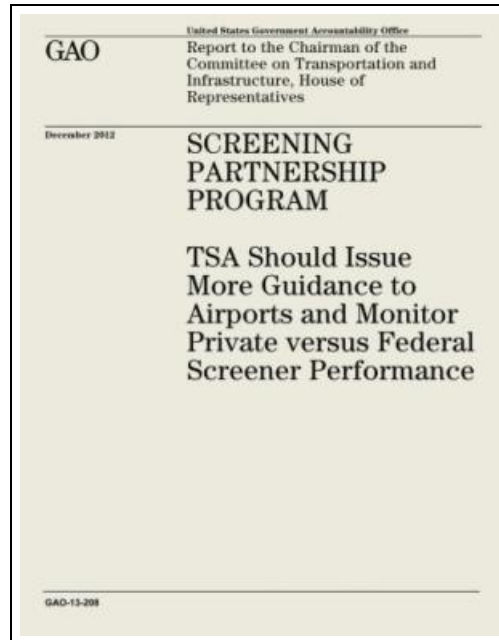 United States Government Accountability Office
GAO
Report to the Chairman of the
Committee on Transportation and
Infrastructure, House of
Representatives
December 2012
SCREENING
PARTNERSHIP
PROGRAM
TSA Should Issue
More Guidance to
Airports and Monitor
Private versus Federal
Screener Performance
GAO-13-208